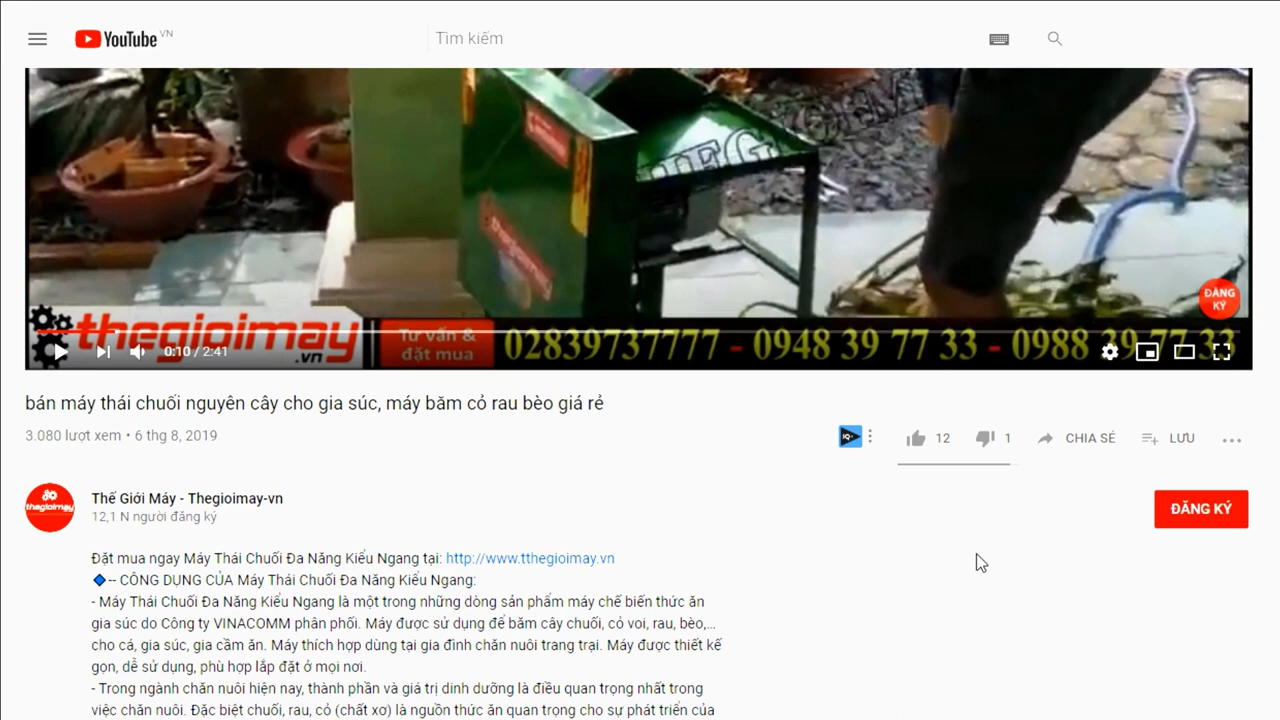 YouTube VN
Tìm kiếm
ĐĂNG
KÝ
thegioimay
.vn
Tư vấn &
đặt mua
02839737777 - 0948 39 77 33 - 0988 39 77 33
0:10 / 2:41
bán máy thái chuối nguyên cây cho gia súc, máy băm cỏ rau bèo giá rẻ
3.080 lượt xem • 6 thg 8, 2019
12
1
CHIA SẺ
LƯU
thegioimay
Thế Giới Máy - Thegioimay-vn
12,1 N người đăng ký
ĐĂNG KÝ
Đặt mua ngay Máy Thái Chuối Đa Năng Kiểu Ngang tại: http://www.tthegioimay.vn
-- CÔNG DỤNG CỦA Máy Thái Chuối Đa Năng Kiểu Ngang:
- Máy Thái Chuối Đa Năng Kiểu Ngang là một trong những dòng sản phẩm máy chế biến thức ăn
gia súc do Công ty VINACOMM phân phối. Máy được sử dụng để băm cây chuối, cỏ voi, rau, bèo,...
cho cá, gia súc, gia cầm ăn. Máy thích hợp dùng tại gia đình chăn nuôi trang trại. Máy được thiết kế
gọn, dễ sử dụng, phù hợp lắp đặt ở mọi nơi.
- Trong ngành chăn nuôi hiện nay, thành phần và giá trị dinh dưỡng là điều quan trọng nhất trong
việc chăn nuôi. Đặc biệt chuối, rau, cỏ (chất xơ) là nguồn thức ăn quan trọng cho sự phát triển của